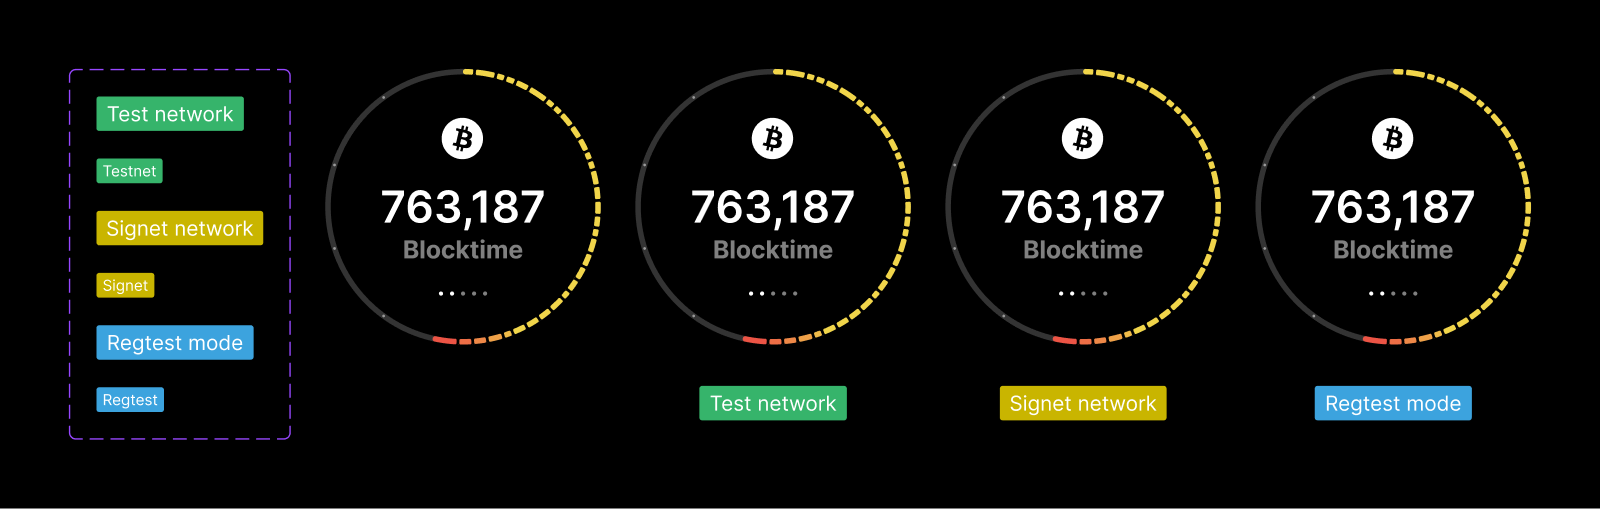 Test network
Testnet
Signet network
Signet
Regtest mode
Regtest
763,187
Blocktime
763,187
Blocktime
Test network
763,187
Blocktime
Signet network
763,187
Blocktime
Regtest mode